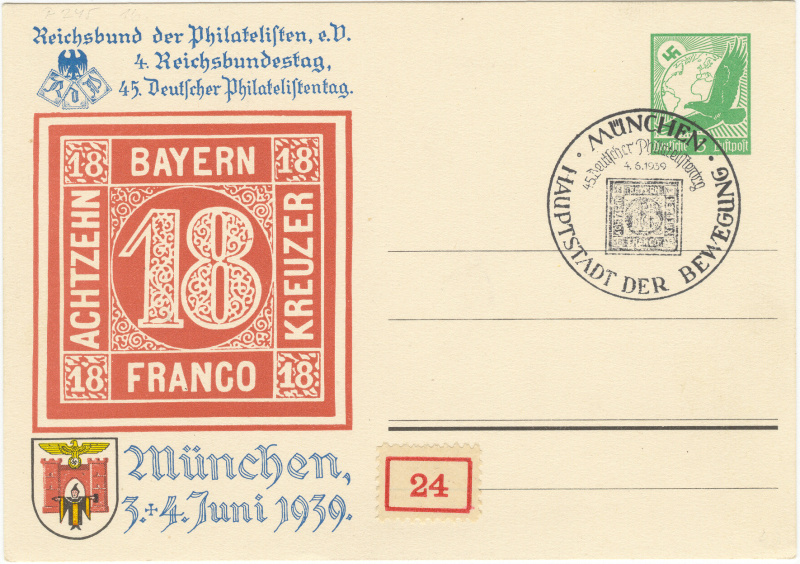 Reichsbund der Philatelisten, e.V.
4. Reichsbundestag,
45. Deutscher Philatelistentag.
R d P
18 BAYERN 18
ACHTZEHN
18
KREUZER
18 FRANCO 18
München,
3.+4. Juni 1939.
24
Luftpost
MÜNCHEN
45. Deutscher Philatelistentag
4.6.1939
HAUPTSTADT DER BEWEGUNG